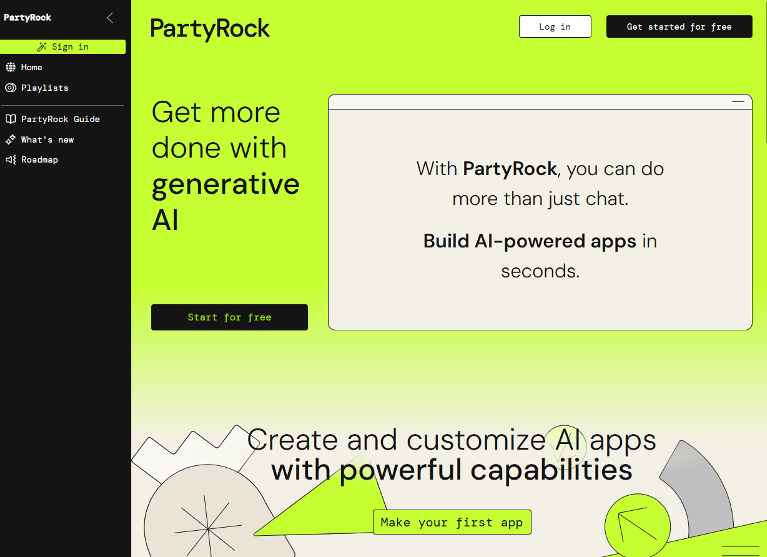 PartyRock
Sign in
Home
Playlists
PartyRock Guide
What's new
Roadmap
PartyRock
Log in
Get started for free
Get more
done with
generative
AI
Start for free
With PartyRock, you can do
more than just chat.
Build AI-powered apps in
seconds.
Create and customize AI apps
with powerful capabilities
Make your first app